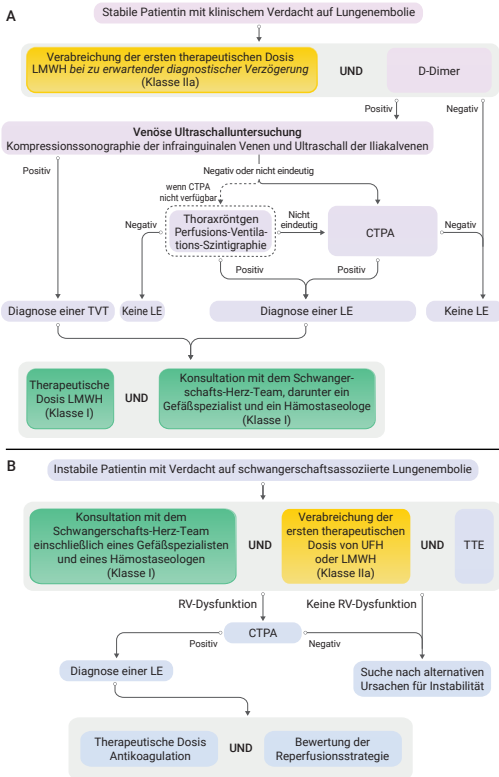 A
Stabile Patientin mit klinischem Verdacht auf Lungenembolie
Verabreichung der ersten therapeutischen Dosis
LMWH bei zu erwartender diagnostischer Verzögerung
(Klasse IIa)
UND
D-Dimer
Positiv
Negativ
Venöse Ultraschalluntersuchung
Kompressionssonographie der infrainguinalen Venen und Ultraschall der Iliakalvenen
Positiv
Negativ oder nicht eindeutig
wenn CTPA
nicht verfügbar
Negativ
Thoraxröntgen
Perfusions-Ventila-
tions-Szintigraphie
Nicht
eindeutig
CTPA
Negativ
Positiv
Positiv
Diagnose einer TVT
Keine LE
Diagnose einer LE
Keine LE
Therapeutische
Dosis LMWH
(Klasse I)
UND
Konsultation mit dem Schwanger-
schafts-Herz-Team, darunter ein
Gefäßspezialist und ein Hämostaseologe
(Klasse I)
B
Instabile Patientin mit Verdacht auf schwangerschaftsassoziierte Lungenembolie
Konsultation mit dem
Schwangerschafts-Herz-Team
einschließlich eines Gefäßspezialisten
und eines Hämostaseologen
(Klasse I)
UND
Verabreichung der
ersten therapeutischen
Dosis von UFH
oder LMWH
(Klasse IIa)
UND
TTE
RV-Dysfunktion
Keine RV-Dysfunktion
Positiv
CTPA
Negativ
Diagnose einer LE
Suche nach alternativen
Ursachen für Instabilität
Therapeutische Dosis
Antikoagulation
UND
Bewertung der
Reperfusionsstrategie